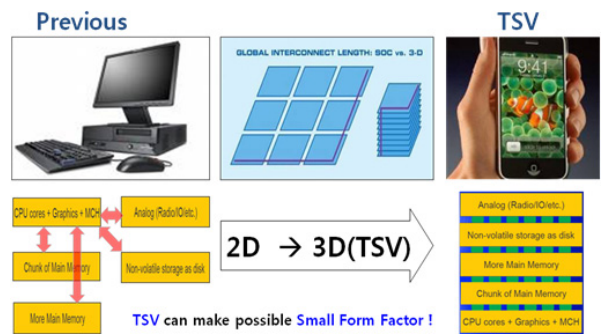 Previous
TSV
GLOBAL INTERCONNECT LENGTH: SOC vs. 3-D
9:41
CPU cores + Graphics + MCH
Analog (Radio/IO/etc.)
Chunk of Main Memory
Non-volatile storage as disk
More Main Memory
2D → 3D(TSV)
Analog (Radio/IO/etc.)
Non-volatile storage as disk
More Main Memory
Chunk of Main Memory
CPU cores + Graphics + MCH
TSV can make possible Small Form Factor !